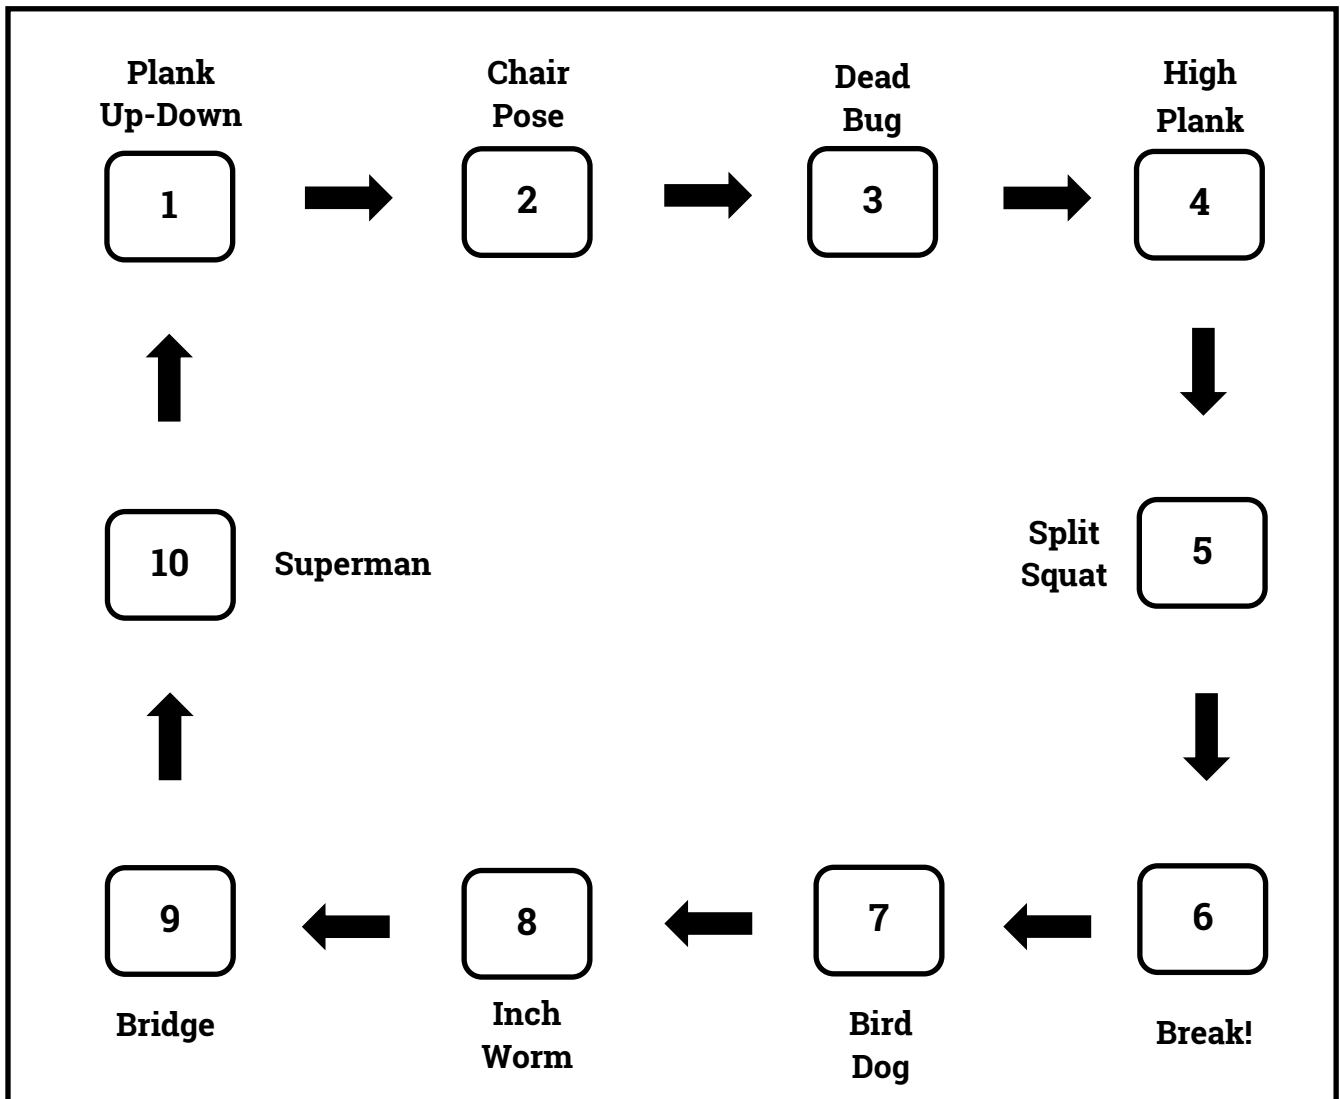 Plank
Up-Down
Chair
Pose
Dead
Bug
High
Plank
1
2
3
4
10
Superman
Split
Squat
5
9
8
7
6
Bridge
Inch
Worm
Bird
Dog
Break!